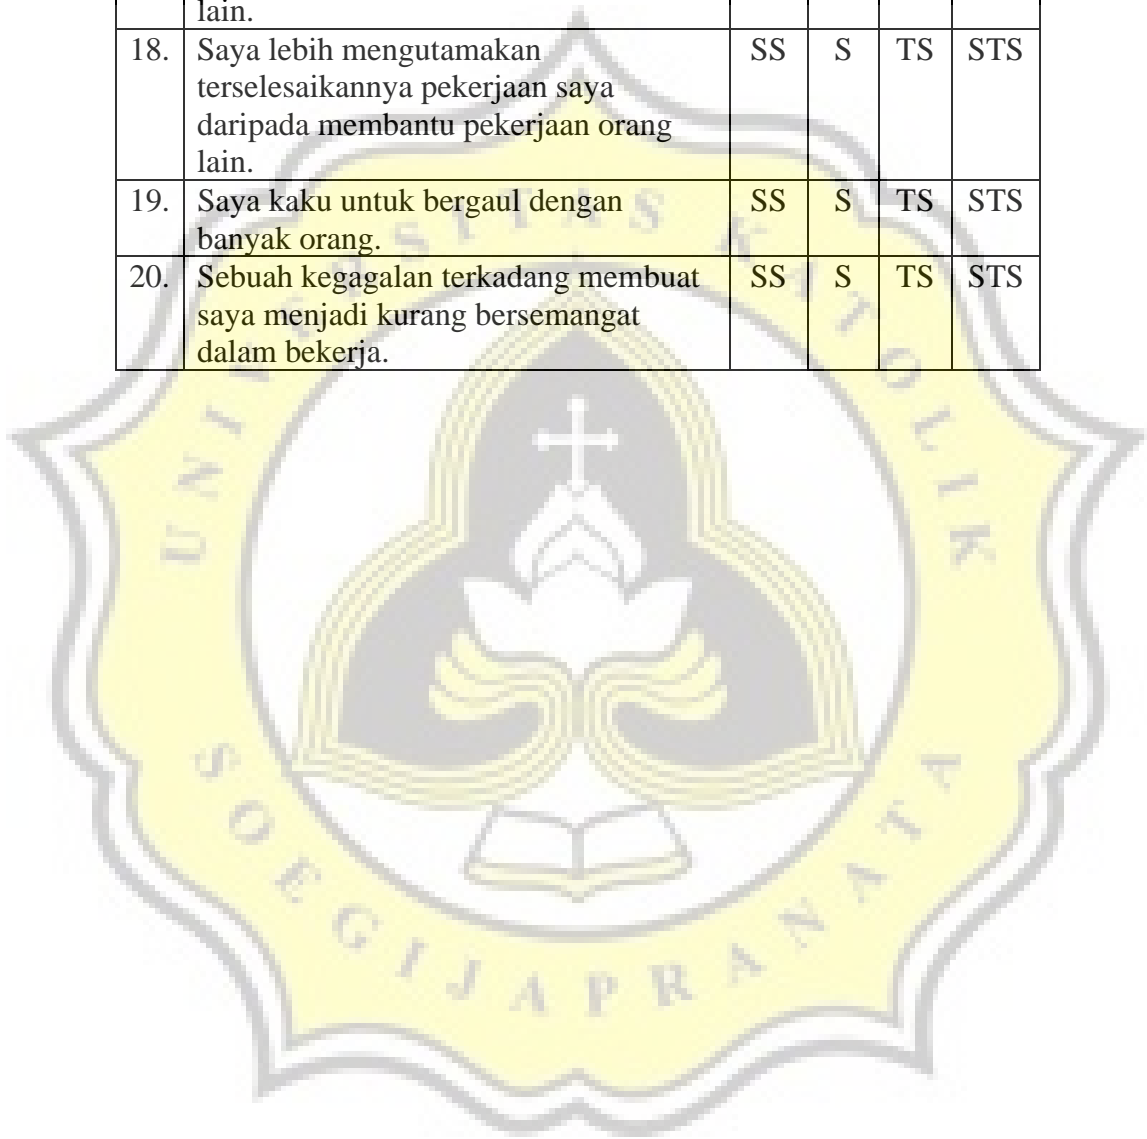 lain.
18. Saya lebih mengutamakan SS S TS STS
terselesaikannya pekerjaan saya
daripada membantu pekerjaan orang
lain.
19. Saya kaku untuk bergaul dengan SS S TS STS
banyak orang.
20. Sebuah kegagalan terkadang membuat SS S TS STS
saya menjadi kurang bersemangat
dalam bekerja.
UNIVERSITAS KATOLIK
SOEGIJAPRANATA